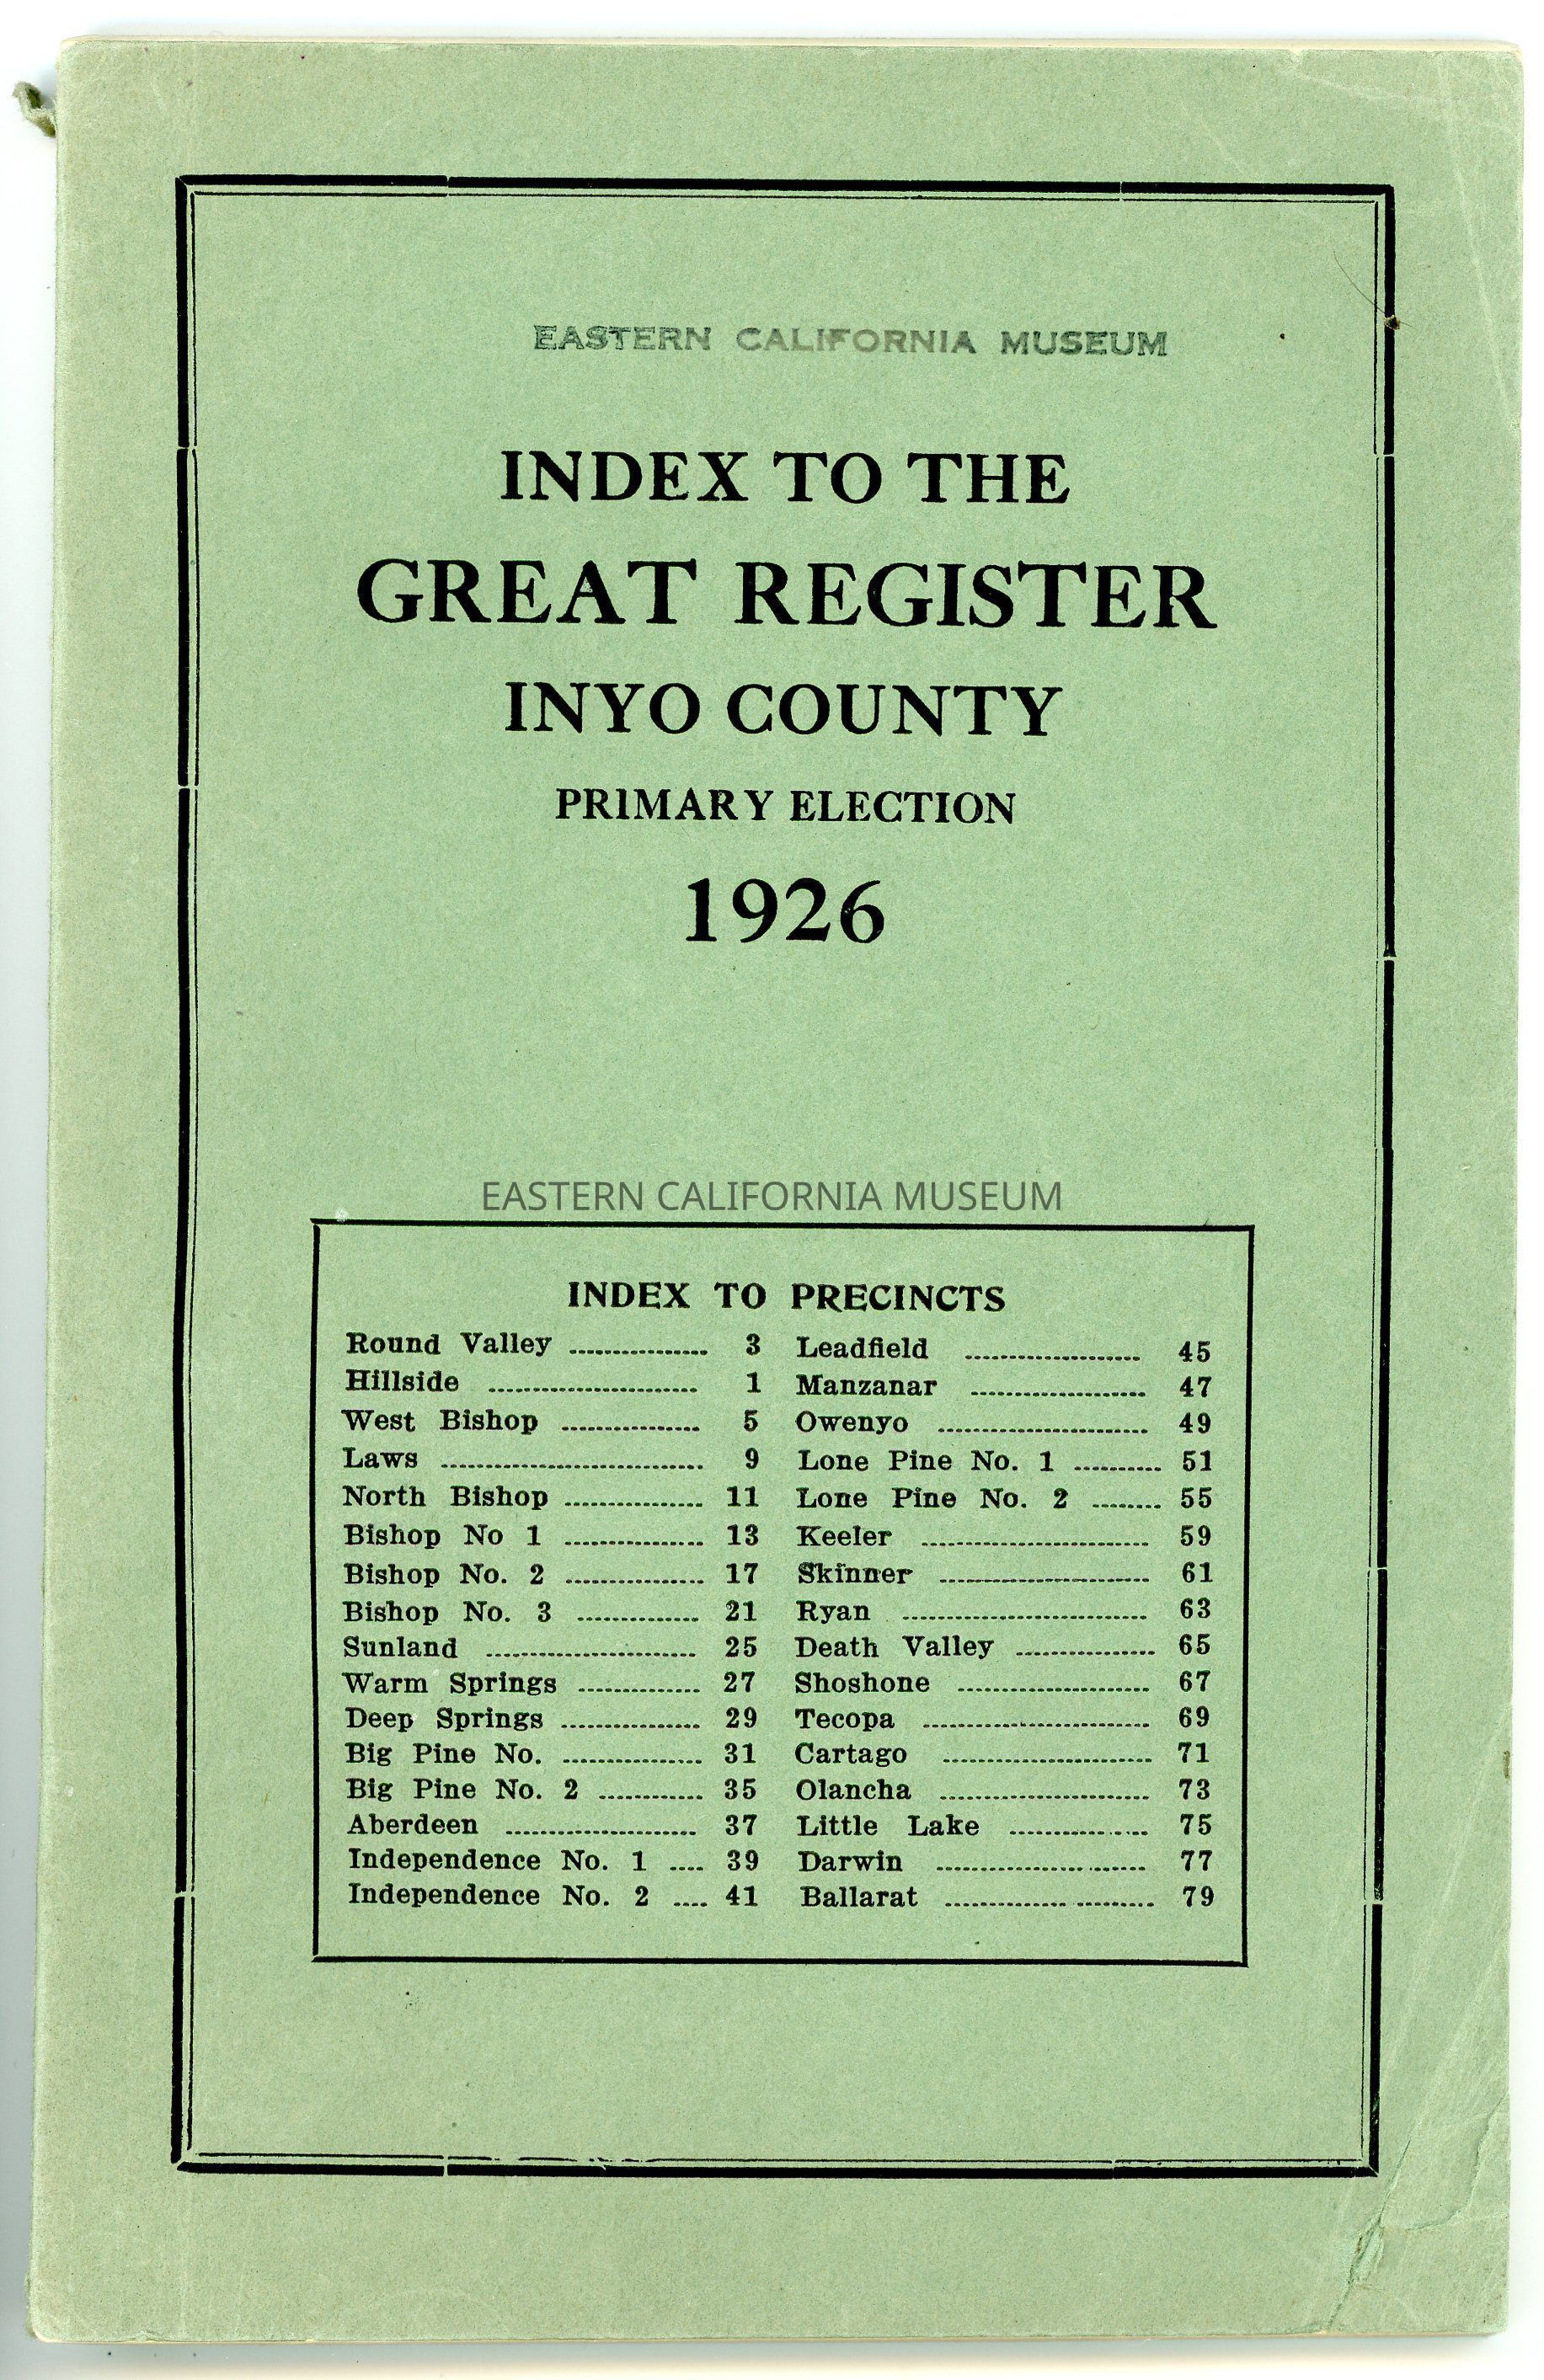 EASTERN CALIFORNIA MUSEUM
INDEX TO THE
GREAT REGISTER
INYO COUNTY
PRIMARY ELECTION
1926
EASTERN CALIFORNIA MUSEUM
INDEX TO PRECINCTS
Round Valley ................ 3
Hillside ........................ 1
West Bishop ................ 5
Laws .............................. 9
North Bishop ................ 11
Bishop No 1 ................ 13
Bishop No. 2 ................ 17
Bishop No. 3 .............. 21
Sunland ........................ 25
Warm Springs .............. 27
Deep Springs ................ 29
Big Pine No. ................ 31
Big Pine No. 2 ............ 35
Aberdeen ...................... 37
Independence No. 1 .... 39
Independence No. 2 .... 41
Leadfield .................... 45
Manzanar .................... 47
Owenyo ........................ 49
Lone Pine No. 1 .......... 51
Lone Pine No. 2 ........ 55
Keeler .......................... 59
Skinner ........................ 61
Ryan ............................ 63
Death Valley ................ 65
Shoshone ...................... 67
Tecopa .......................... 69
Cartago ........................ 71
Olancha ........................ 73
Little Lake ................ 75
Darwin ........................ 77
Ballarat ........................ 79